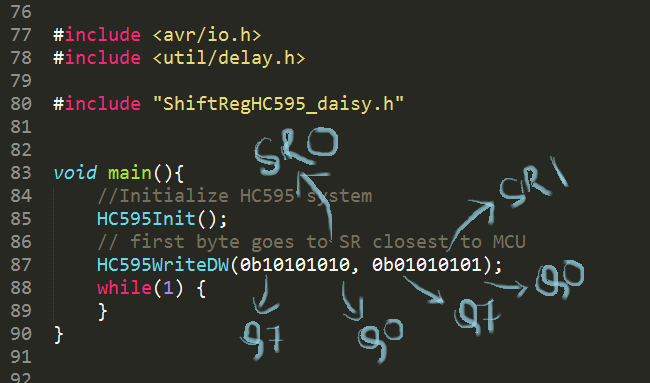 76
77 #include <avr/io.h>
78 #include <util/delay.h>
79
80 #include "ShiftRegHC595_daisy.h"
81
82
SR0
83 void main(){
SR1
84 //Initialize HC595 system
85 HC595Init();
86 // first byte goes to SR closest to MCU
87 HC595WriteDW(0b10101010, 0b01010101);
88 while(1) {
q0
89 }
q7 q0 q7
90 }
91
92